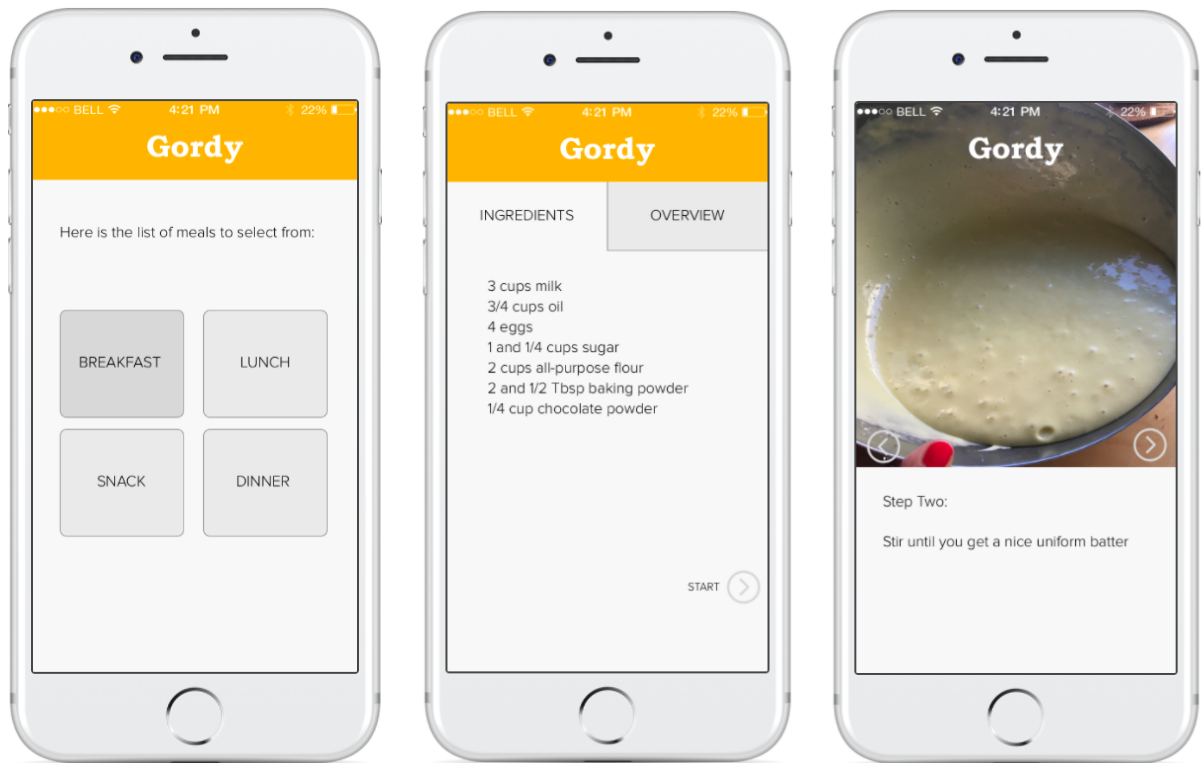 BELL 4:21 PM 22%
Gordy
Here is the list of meals to select from:
BREAKFAST LUNCH
SNACK DINNER
BELL 4:21 PM 22%
Gordy
INGREDIENTS OVERVIEW
3 cups milk
3/4 cups oil
4 eggs
1 and 1/4 cups sugar
2 cups all-purpose flour
2 and 1/2 Tbsp baking powder
1/4 cup chocolate powder
START
BELL 4:21 PM 22%
Gordy
Step Two:
Stir until you get a nice uniform batter